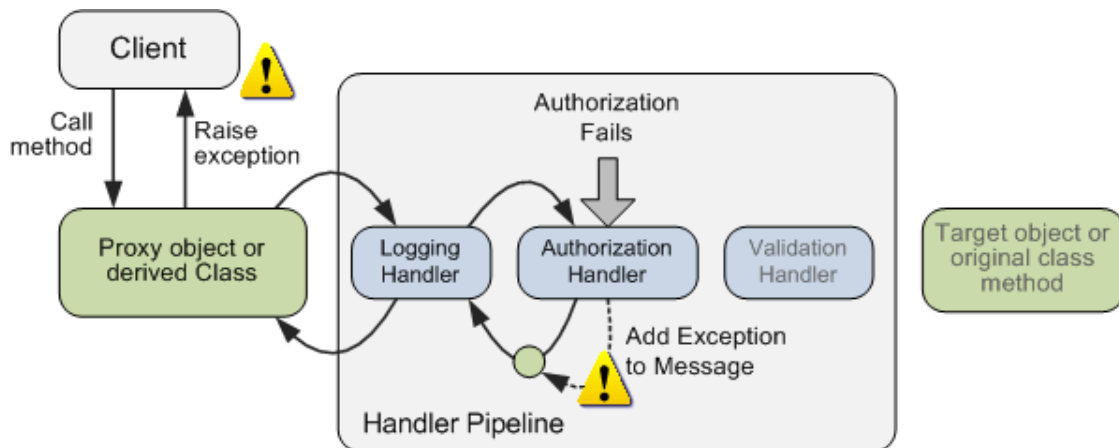 Client
Call
method
Raise
exception
Authorization
Fails
Proxy object or
derived Class
Logging
Handler
Authorization
Handler
Validation
Handler
Target object or
original class
method
Add Exception
to Message
Handler Pipeline